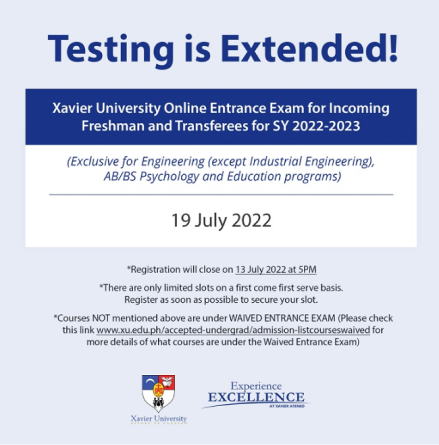 Testing is Extended!
Xavier University Online Entrance Exam for Incoming
Freshman and Transferees for SY 2022-2023
(Exclusive for Engineering (except Industrial Engineering),
AB/BS Psychology and Education programs)
19 July 2022
*Registration will close on 13 July 2022 at 5PM
*There are only limited slots on a first come first serve basis.
Register as soon as possible to secure your slot.
*Courses NOT mentioned above are under WAIVED ENTRANCE EXAM (Please check
this link www.xu.edu.ph/accepted-undergrad/admission-listcourseswaived for
more details of what courses are under the Waived Entrance Exam)
Xavier University
Experience
EXCELLENCE
AT XAVIER ATENEO